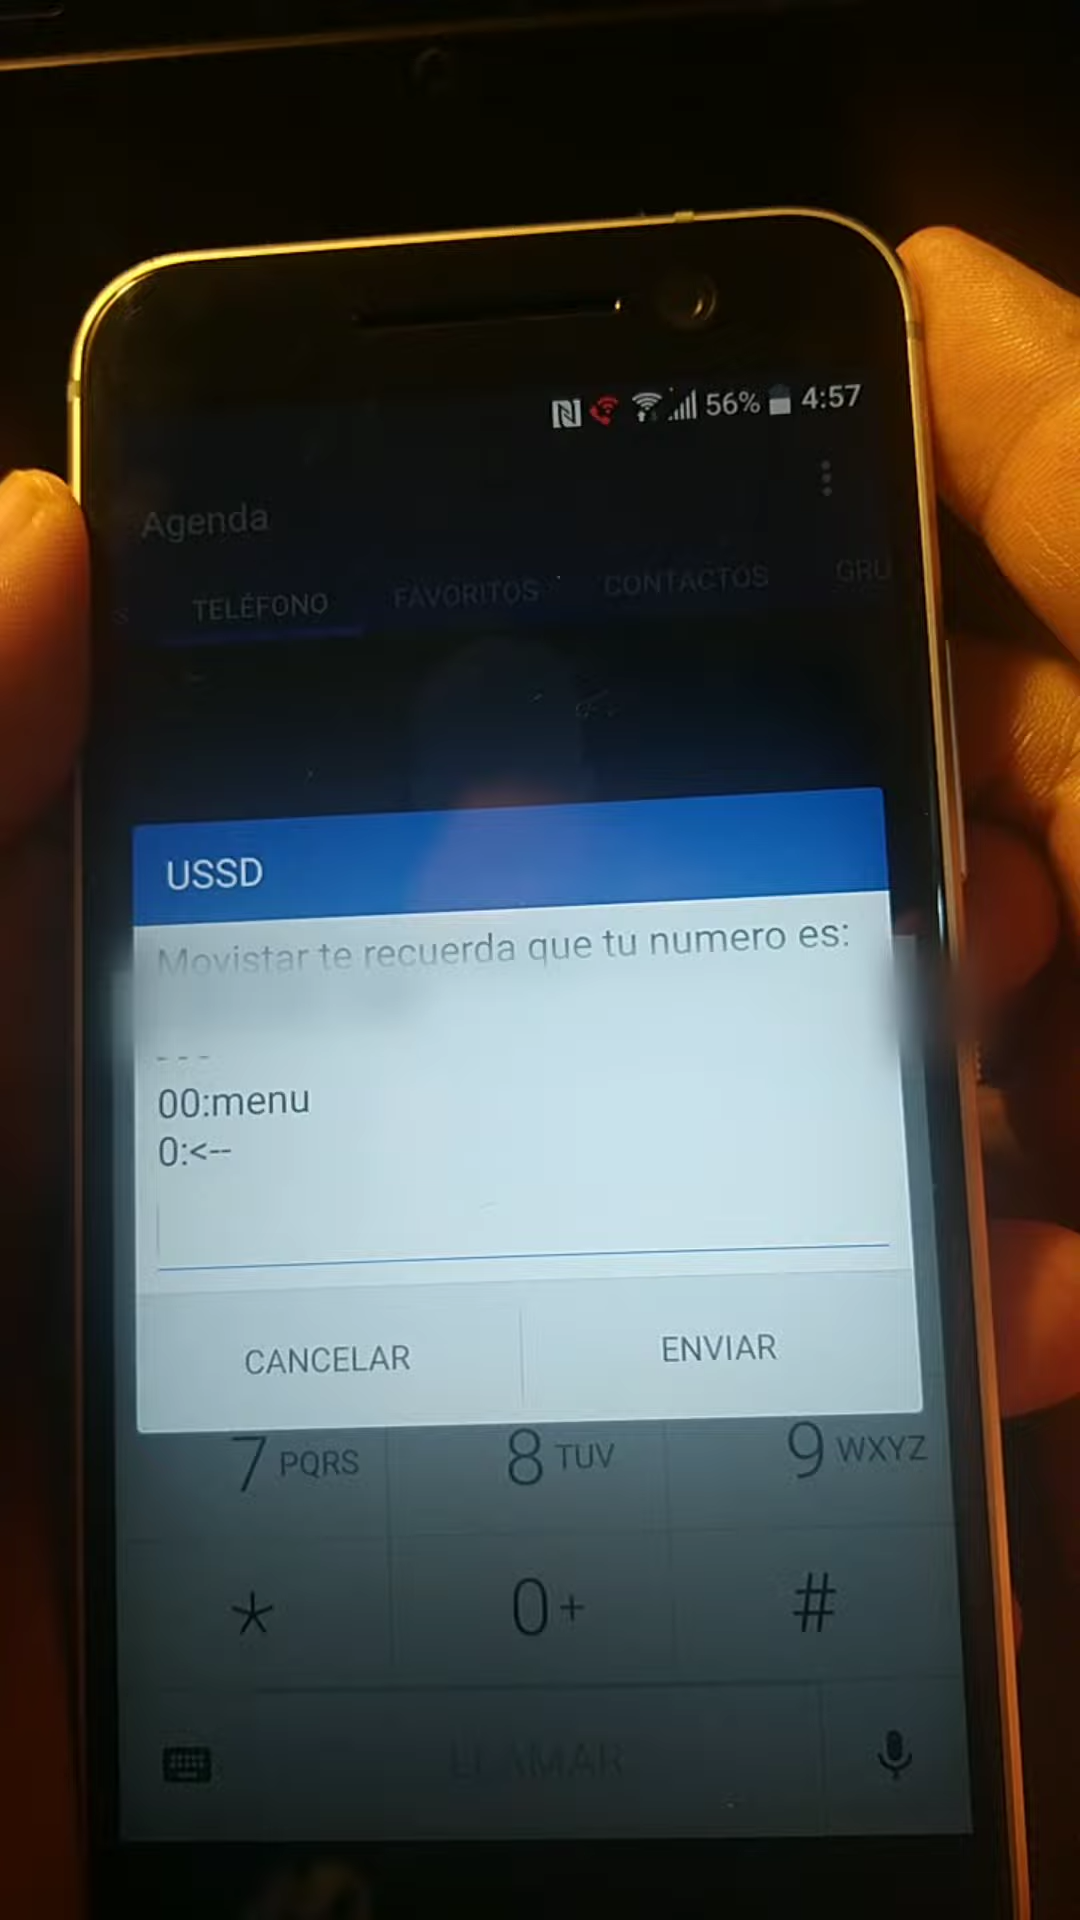 56% 4:57
Agenda
TELÉFONO FAVORITOS CONTACTOS GRU
USSD
Movistar te recuerda que tu numero es:
---
00:menu
0:<--
CANCELAR ENVIAR
7 PQRS 8 TUV 9 WXYZ
* 0 + #
LLAMAR